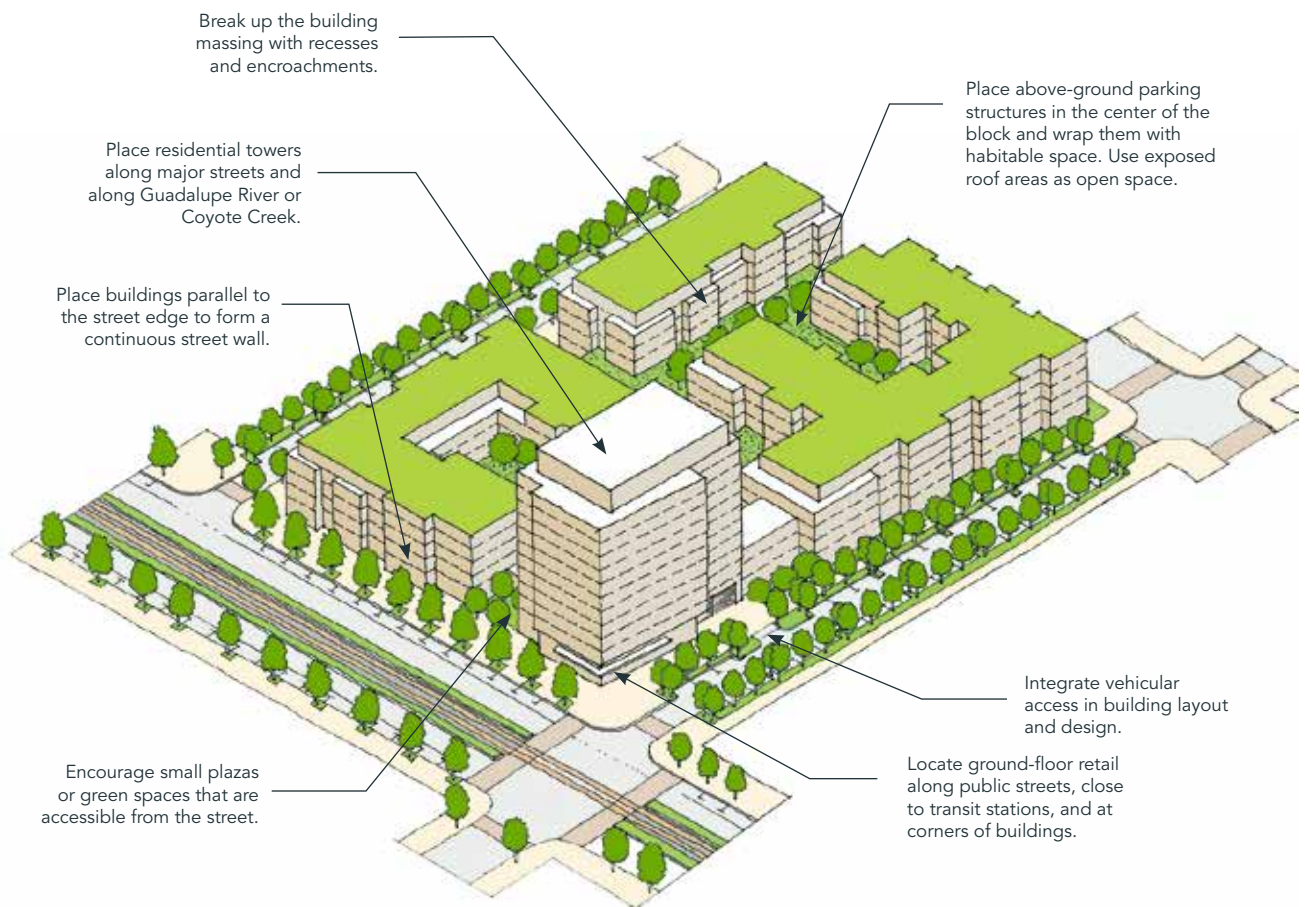 Break up the building
massing with recesses
and encroachments.
Place above-ground parking
structures in the center of the
block and wrap them with
habitable space. Use exposed
roof areas as open space.
Place residential towers
along major streets and
along Guadalupe River or
Coyote Creek.
Place buildings parallel to
the street edge to form a
continuous street wall.
Integrate vehicular
access in building layout
and design.
Encourage small plazas
or green spaces that are
accessible from the street.
Locate ground-floor retail
along public streets, close
to transit stations, and at
corners of buildings.